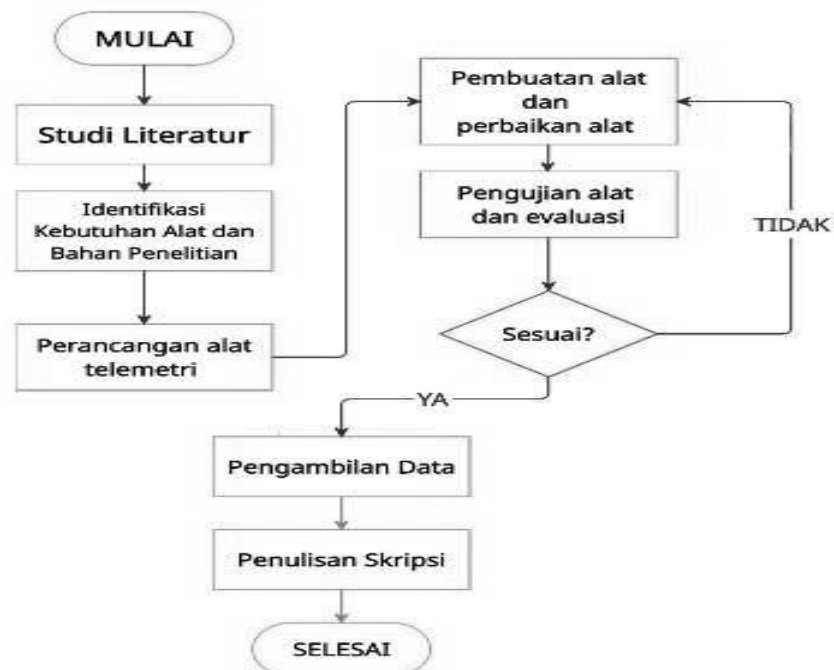 MULAI
Studi Literatur
Identifikasi
Kebutuhan Alat dan
Bahan Penelitian
Perancangan alat
telemetri
Pembuatan alat
dan
perbaikan alat
Pengujian alat
dan evaluasi
Sesuai?
TIDAK
YA
Pengambilan Data
Penulisan Skripsi
SELESAI